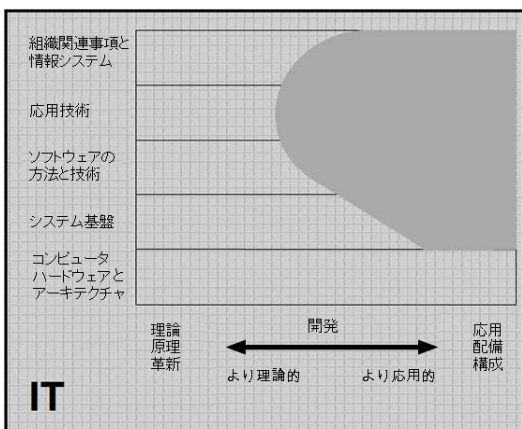 組織関連事項と
情報システム
応用技術
ソフトウェアの
方法と技術
システム基盤
コンピュータ
ハードウェアと
アーキテクチャ
理論
原理
革新
開発
応用
配備
構成
より理論的
より応用的
IT